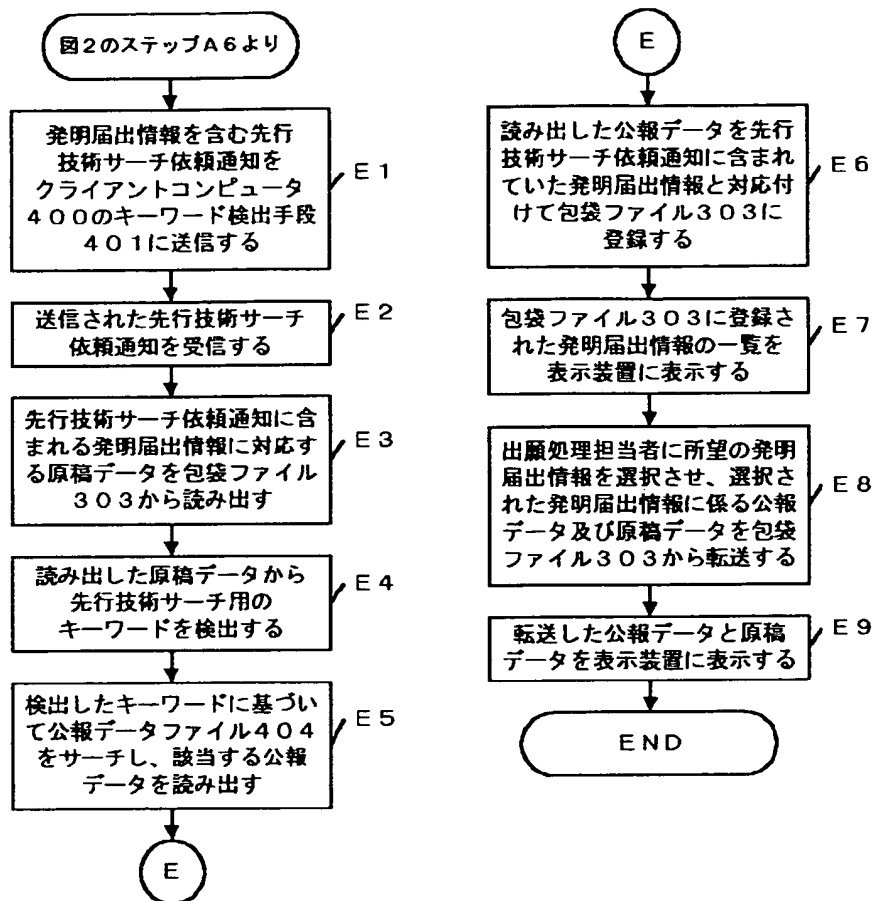 図2のステップA6より
発明届出情報を含む先行
技術サーチ依頼通知を
クライアントコンピュータ
400のキーワード検出手段
401に送信する
E1
送信された先行技術サーチ
依頼通知を受信する
E2
先行技術サーチ依頼通知に含
まれる発明届出情報に対応す
る原稿データを包袋ファイル
303から読み出す
E3
読み出した原稿データから
先行技術サーチ用の
キーワードを検出する
E4
検出したキーワードに基づい
て公報データファイル404
をサーチし、該当する公報
データを読み出す
E5
E
E
読み出した公報データを先行
技術サーチ依頼通知に含まれ
ていた発明届出情報と対応付
けて包袋ファイル303に
登録する
E6
包袋ファイル303に登録さ
れた発明届出情報の一覧を
表示装置に表示する
E7
出願処理担当者に所望の発明
届出情報を選択させ、選択さ
れた発明届出情報に係る公報
データ及び原稿データを包袋
ファイル303から転送する
E8
転送した公報データと原稿
データを表示装置に表示する
E9
END